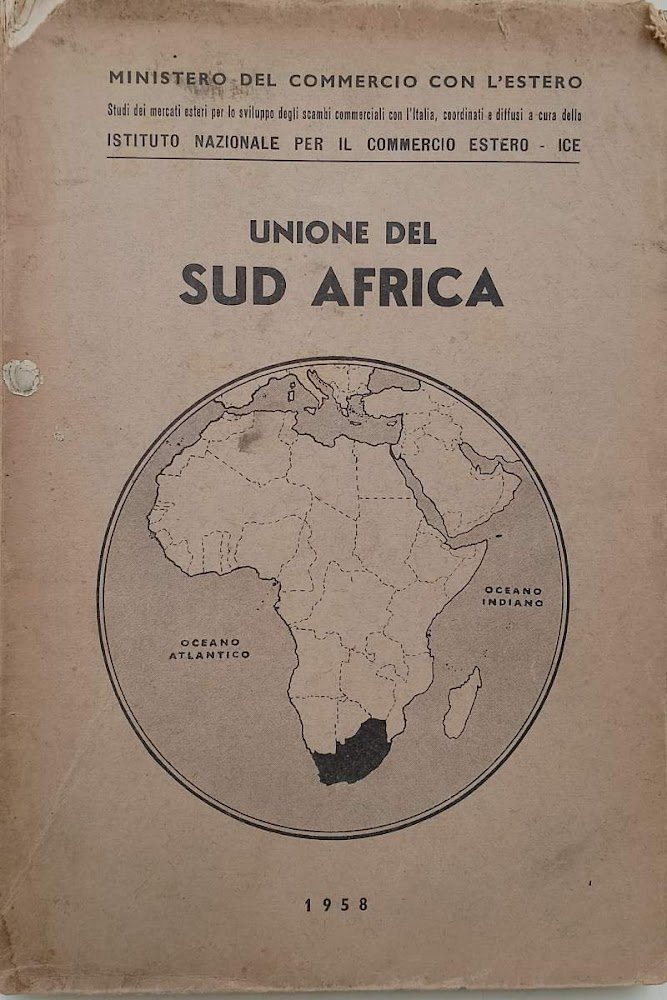 MINISTERO DEL COMMERCIO CON L'ESTERO
Studi dei mercati esteri per lo sviluppo degli scambi commerciali con l'Italia, coordinati e diffusi a cura dello
ISTITUTO NAZIONALE PER IL COMMERCIO ESTERO - ICE
UNIONE DEL
SUD AFRICA
OCEANO
INDIANO
OCEANO
ATLANTICO
1958